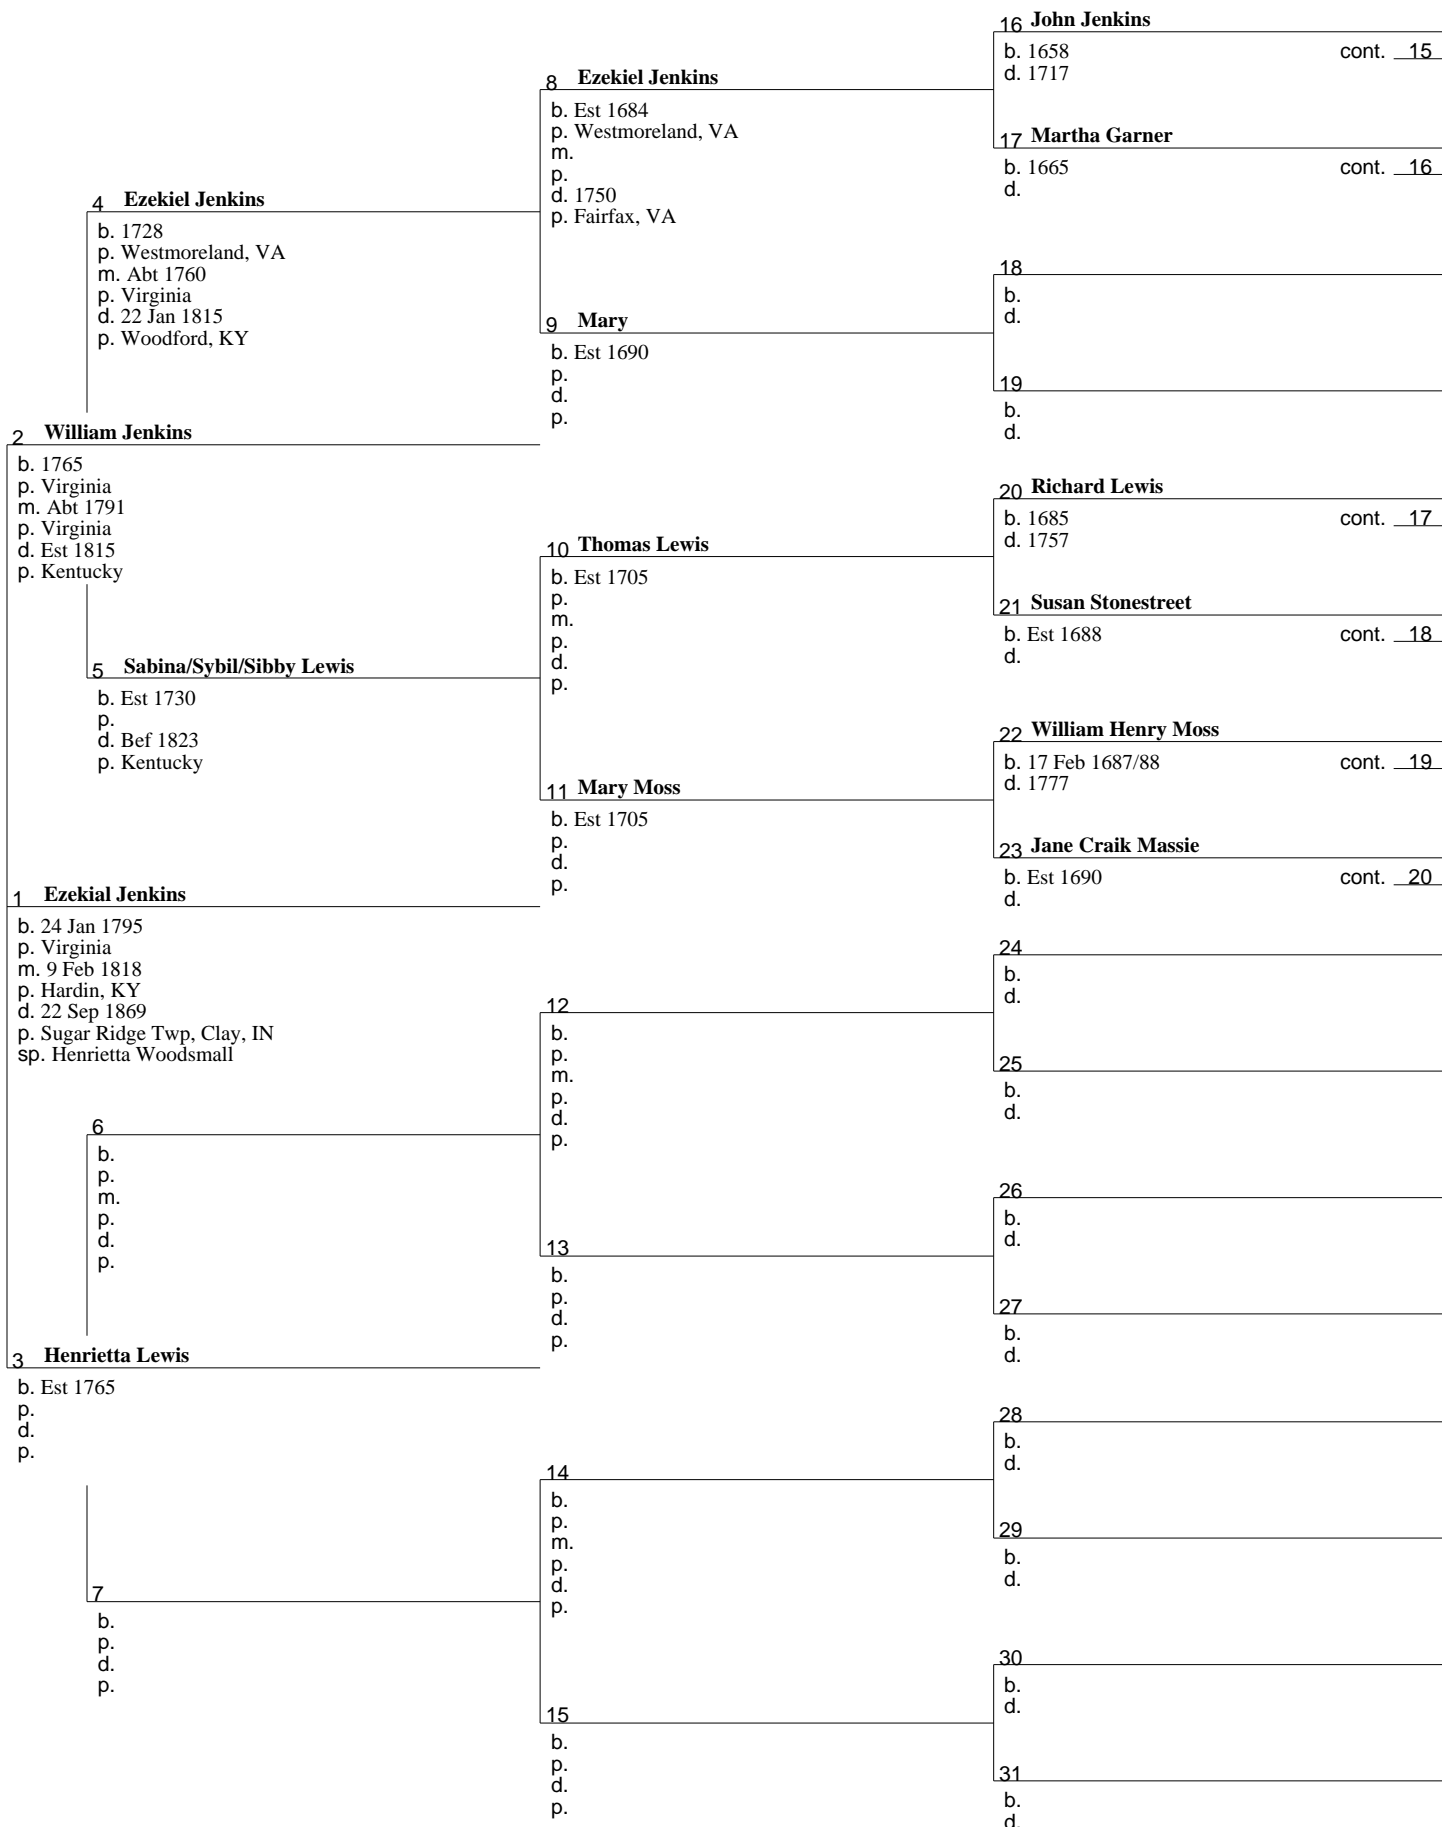 16 John Jenkins
b. 1658 cont. 15
d. 1717
8 Ezekiel Jenkins
b. Est 1684
p. Westmoreland, VA
m.
p.
d. 1750
p. Fairfax, VA
17 Martha Garner
b. 1665 cont. 16
d.
4 Ezekiel Jenkins
b. 1728
p. Westmoreland, VA
m. Abt 1760
p. Virginia
d. 22 Jan 1815
p. Woodford, KY
18
b.
d.
9 Mary
b. Est 1690
p.
d.
p.
19
b.
d.
2 William Jenkins
b. 1765
p. Virginia
m. Abt 1791
p. Virginia
d. Est 1815
p. Kentucky
20 Richard Lewis
b. 1685 cont. 17
d. 1757
10 Thomas Lewis
b. Est 1705
p.
m.
p.
d.
p.
21 Susan Stonestreet
b. Est 1688 cont. 18
d.
5 Sabina/Sybil/Sibby Lewis
b. Est 1730
p.
d. Bef 1823
p. Kentucky
22 William Henry Moss
b. 17 Feb 1687/88 cont. 19
d. 1777
11 Mary Moss
b. Est 1705
p.
d.
p.
23 Jane Craik Massie
b. Est 1690 cont. 20
d.
1 Ezekial Jenkins
b. 24 Jan 1795
p. Virginia
m. 9 Feb 1818
p. Hardin, KY
d. 22 Sep 1869
p. Sugar Ridge Twp, Clay, IN
sp. Henrietta Woodsmall
24
b.
d.
12
b.
p.
m.
p.
d.
p.
25
b.
d.
6
b.
p.
m.
p.
d.
p.
26
b.
d.
13
b.
p.
d.
p.
27
b.
d.
3 Henrietta Lewis
b. Est 1765
p.
d.
p.
28
b.
d.
14
b.
p.
m.
p.
d.
p.
29
b.
d.
7
b.
p.
d.
p.
30
b.
d.
15
b.
p.
d.
p.
31
b.
d.